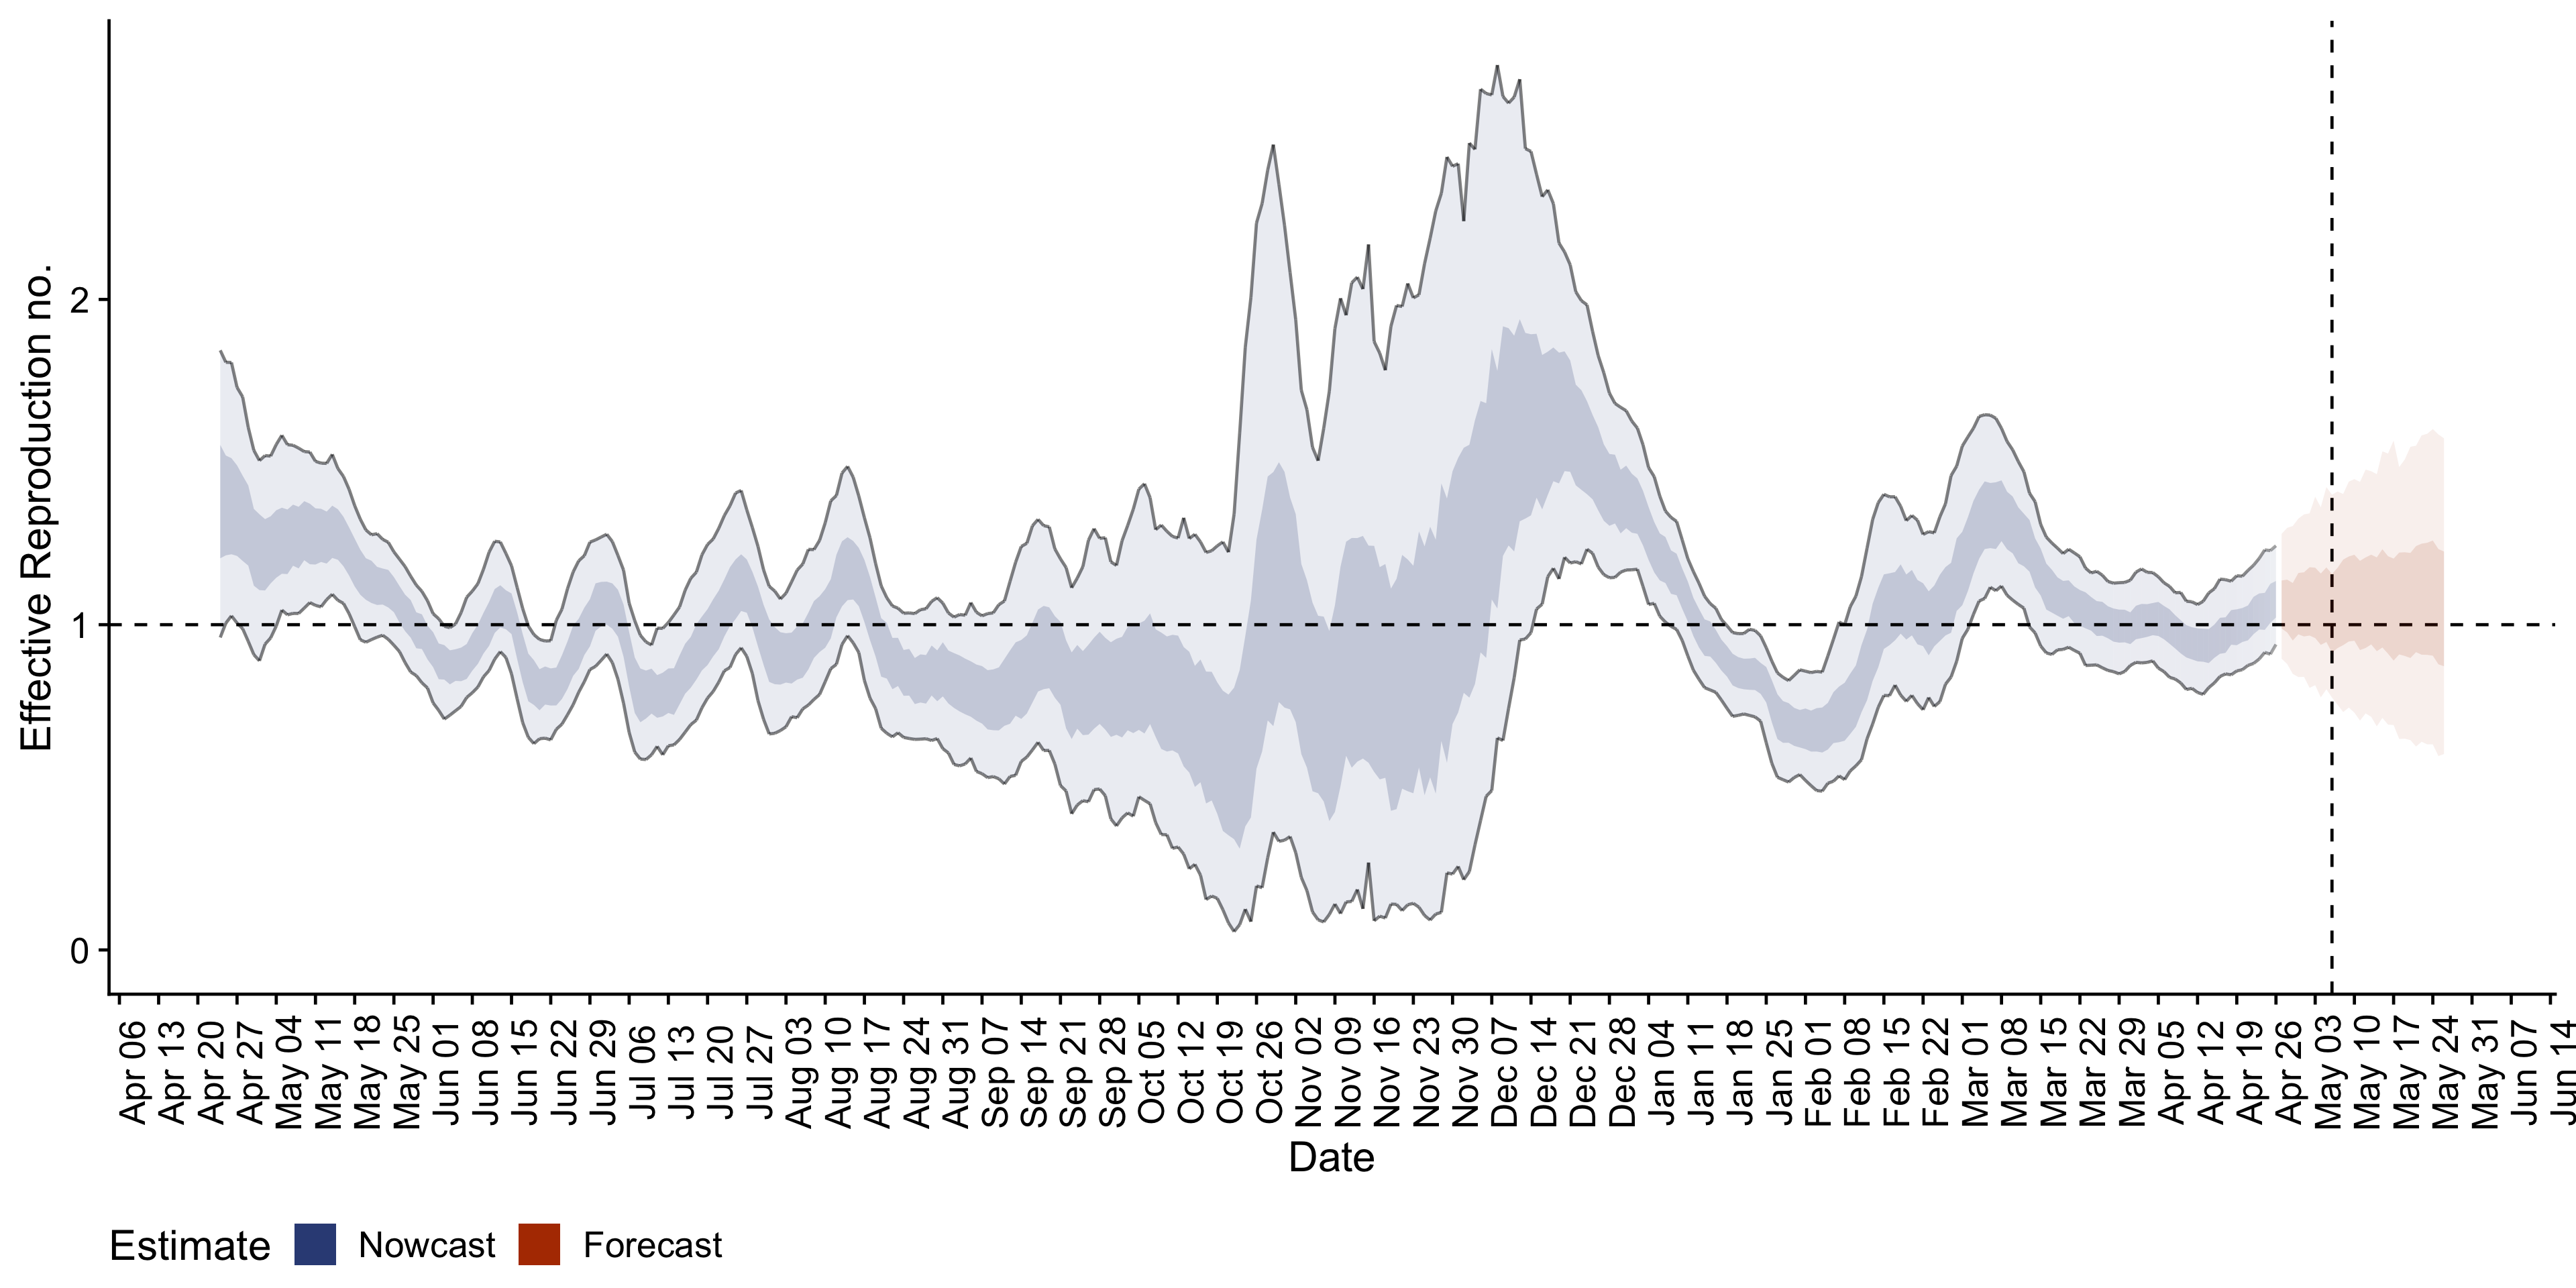 Effective Reproduction no.
2
1
0
Apr 06
Apr 13
Apr 20
Apr 27
May 04
May 11
May 18
May 25
Jun 01
Jun 08
Jun 15
Jun 22
Jun 29
Jul 06
Jul 13
Jul 20
Jul 27
Aug 03
Aug 10
Aug 17
Aug 24
Aug 31
Sep 07
Sep 14
Sep 21
Sep 28
Oct 05
Oct 12
Oct 19
Oct 26
Nov 02
Nov 09
Nov 16
Nov 23
Nov 30
Dec 07
Dec 14
Dec 21
Dec 28
Jan 04
Jan 11
Jan 18
Jan 25
Feb 01
Feb 08
Feb 15
Feb 22
Mar 01
Mar 08
Mar 15
Mar 22
Mar 29
Apr 05
Apr 12
Apr 19
Apr 26
May 03
May 10
May 17
May 24
May 31
Jun 07
Jun 14
Date
Estimate Nowcast Forecast